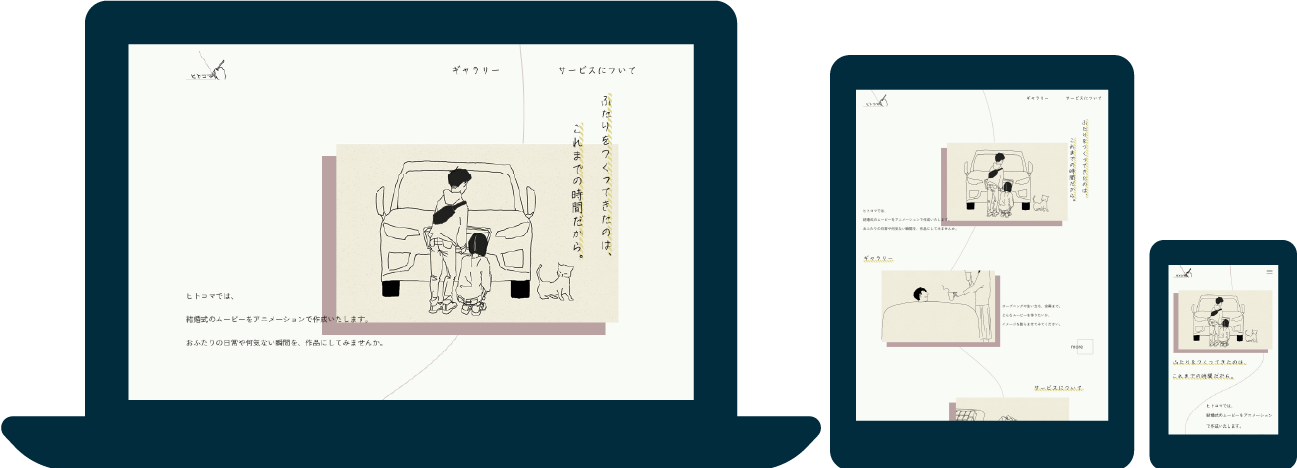 ヒトコマ
ギャラリー
サービスについて
ふたりをつくってきたのは、
これまでの時間だから。
ヒトコマでは、
結婚式のムービーをアニメーションで作成いたします。
おふたりの日常や何気ない瞬間を、作品にしてみませんか。
ヒトコマ
ギャラリー
サービスについて
ふたりをつくってきたのは、
これまでの時間だから。
ヒトコマでは、
結婚式のムービーをアニメーションで作成いたします。
おふたりの日常や何気ない瞬間を、作品にしてみませんか。
ギャラリー
more
サービスについて
ヒトコマ
ふたりをつくってきたのは、
これまでの時間だから。
ヒトコマでは、
結婚式のムービーをアニメーション
で作成いたします。